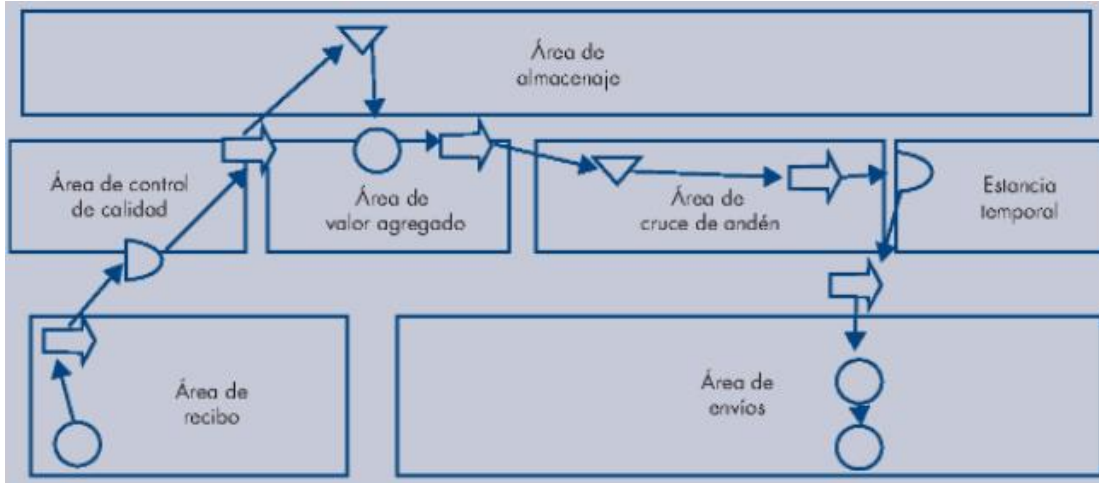 Área de
almacenaje
Área de control
de calidad
Área de
valor agregado
Área de
cruce de andén
Estancia
temporal
Área de
recibo
Área de
envíos